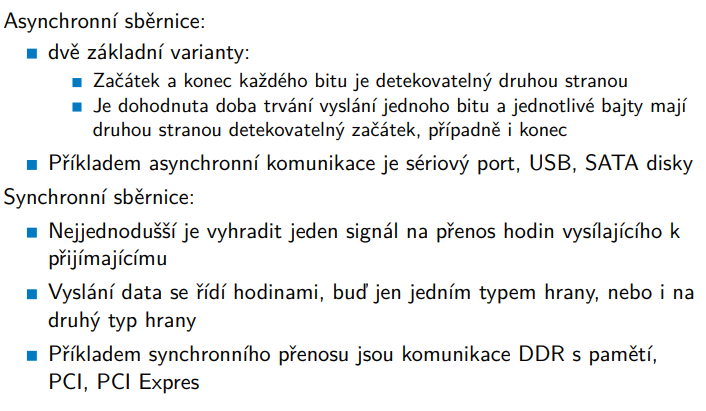 Asynchronní sběrnice:
dvě základní varianty:
Začátek a konec každého bitu je detekovatelný druhou stranou
Je dohodnuta doba trvání vyslání jednoho bitu a jednotlivé bajty mají
druhou stranou detekovatelný začátek, případně i konec
Příkladem asynchronní komunikace je sériový port, USB, SATA disky
Synchronní sběrnice:
Nejjednodušší je vyhradit jeden signál na přenos hodin vysílajícího k
přijímajícímu
Vyslání data se řídí hodinami, buď jen jedním typem hrany, nebo i na
druhý typ hrany
Příkladem synchronního přenosu jsou komunikace DDR s pamětí,
PCI, PCI Expres